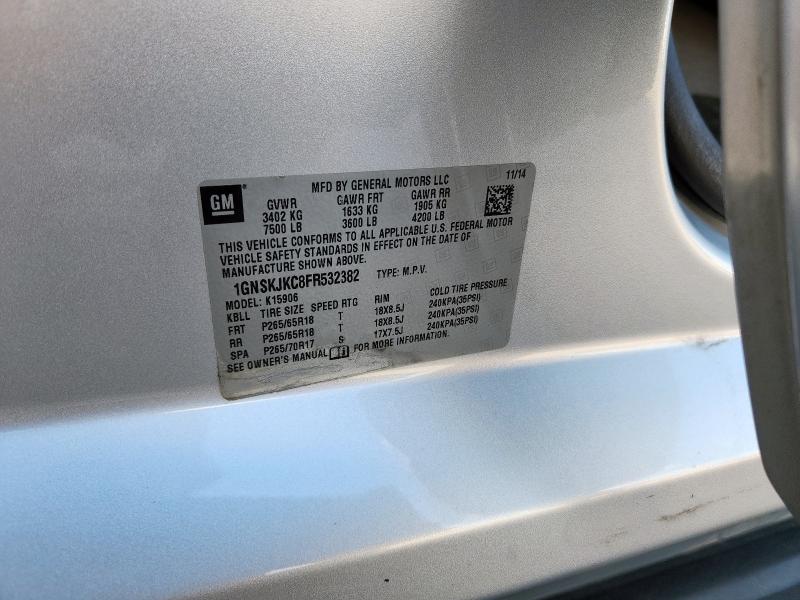 GM
MFD BY GENERAL MOTORS LLC 11/14
GVWR GAWR FRT GAWR RR
3402 KG 1633 KG 1905 KG
7500 LB 3600 LB 4200 LB
THIS VEHICLE CONFORMS TO ALL APPLICABLE U.S. FEDERAL MOTOR
VEHICLE SAFETY STANDARDS IN EFFECT ON THE DATE OF
MANUFACTURE SHOWN ABOVE.
1GNSKJKC8FR532382 TYPE: M.P.V.
MODEL: K15906
KBLL TIRE SIZE SPEED RTG RIM COLD TIRE PRESSURE
FRT P265/65R18 T 18X8.5J 240KPA(35PSI)
RR P265/65R18 T 18X8.5J 240KPA(35PSI)
SPA P265/70R17 S 17X7.5J 240KPA(35PSI)
SEE OWNER'S MANUAL FOR MORE INFORMATION.